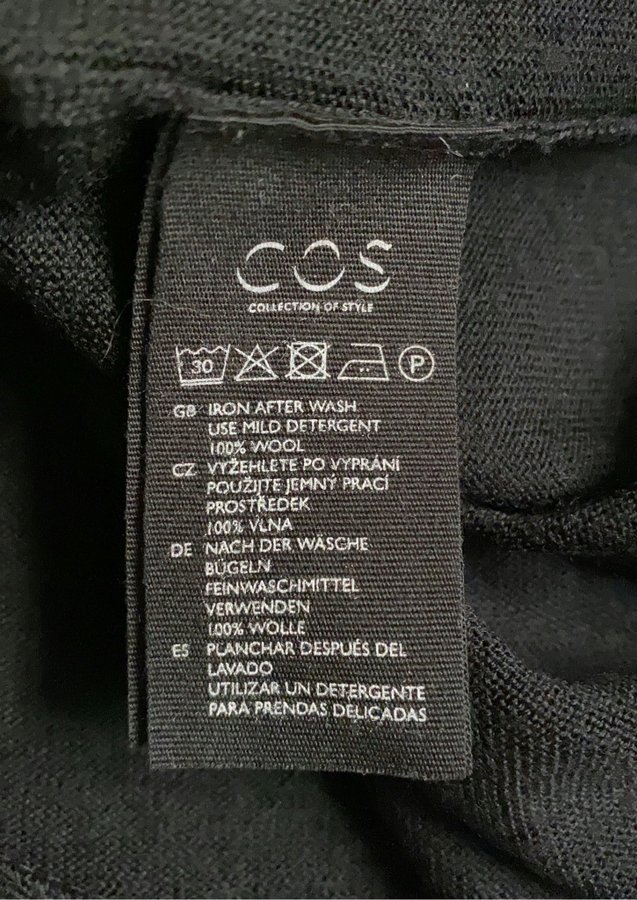 COS
COLLECTION OF STYLE
30 P
GB IRON AFTER WASH
USE MILD DETERGENT
100% WOOL
CZ VYŽEHLETE PO VYPRÁNÍ
POUŽIJTE JEMNÝ PRACÍ
PROSTŘEDEK
100% VLNA
DE NACH DER WÄSCHE
BÜGELN
FEINWASCHMITTEL
VERWENDEN
100% WOLLE
ES PLANCHAR DESPUÉS DEL
LAVADO
UTILIZAR UN DETERGENTE
PARA PRENDAS DELICADAS